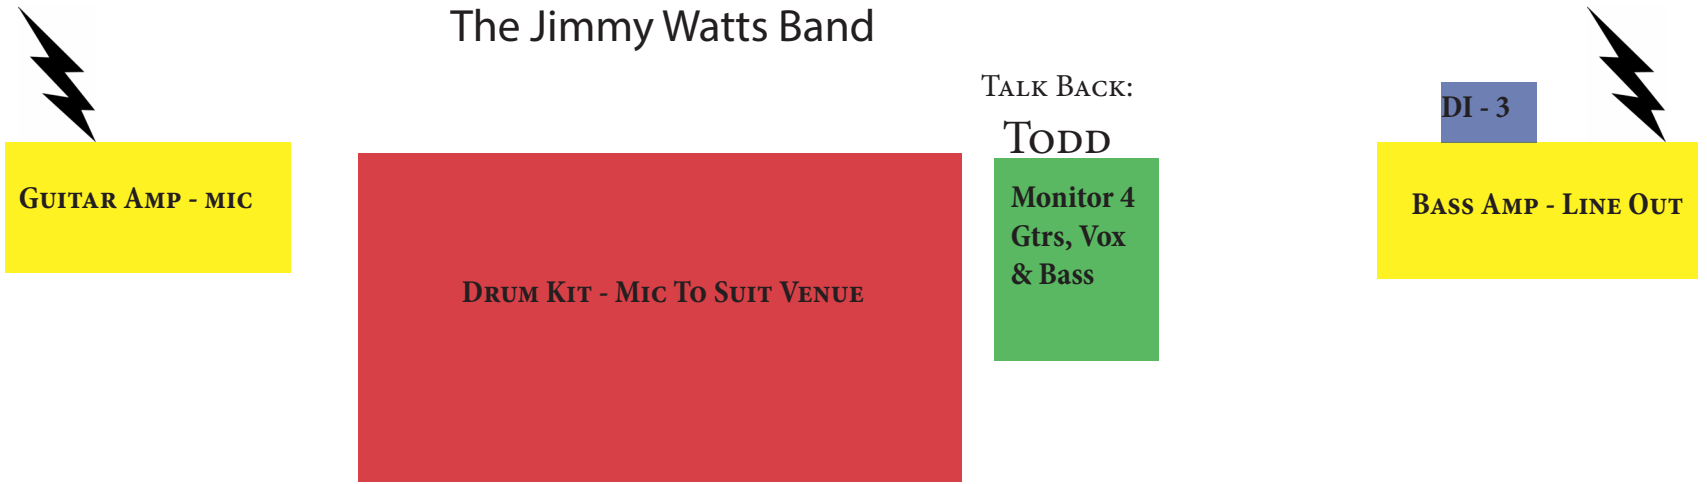 The Jimmy Watts Band
Talk Back:
Todd
DI - 3
Guitar Amp - mic
Drum Kit - Mic To Suit Venue
Monitor 4
Gtrs, Vox
& Bass
Bass Amp - Line Out